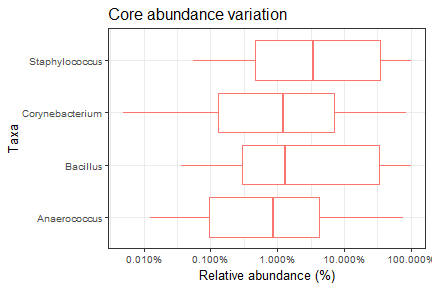 Core abundance variation
Staphylococcus
Corynebacterium
Bacillus
Anaerococcus
Taxa
0.010% 0.100% 1.000% 10.000% 100.000%
Relative abundance (%)